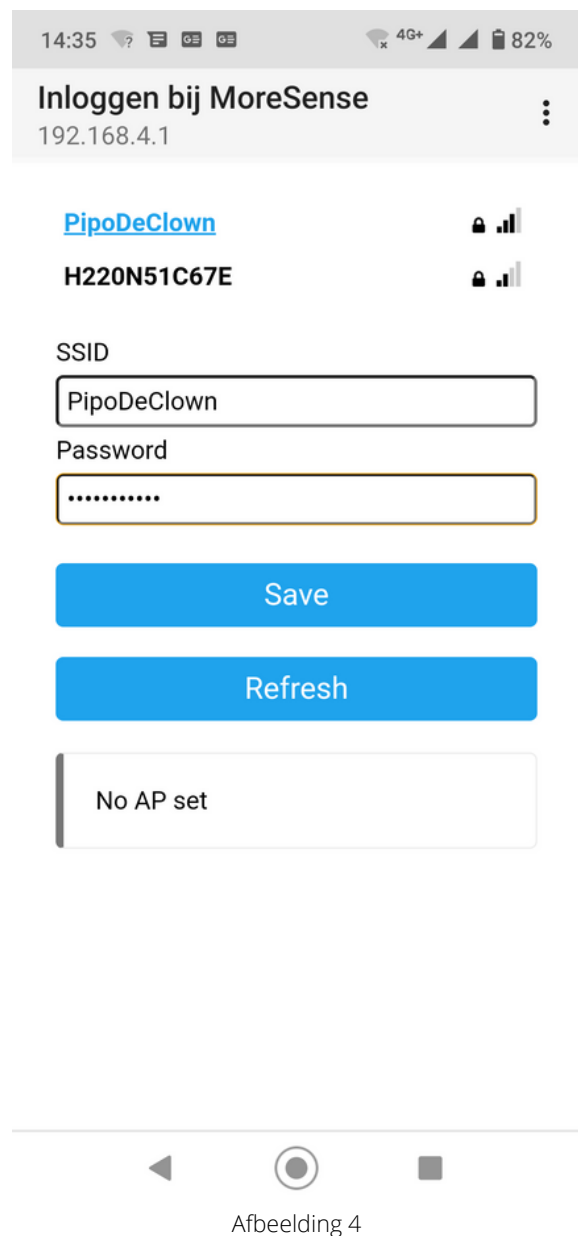 14:35 4G+ 82%
Inloggen bij MoreSense
192.168.4.1
PipoDeClown
H220N51C67E
SSID
PipoDeClown
Password
•••••••••••
Save
Refresh
No AP set
Afbeelding 4